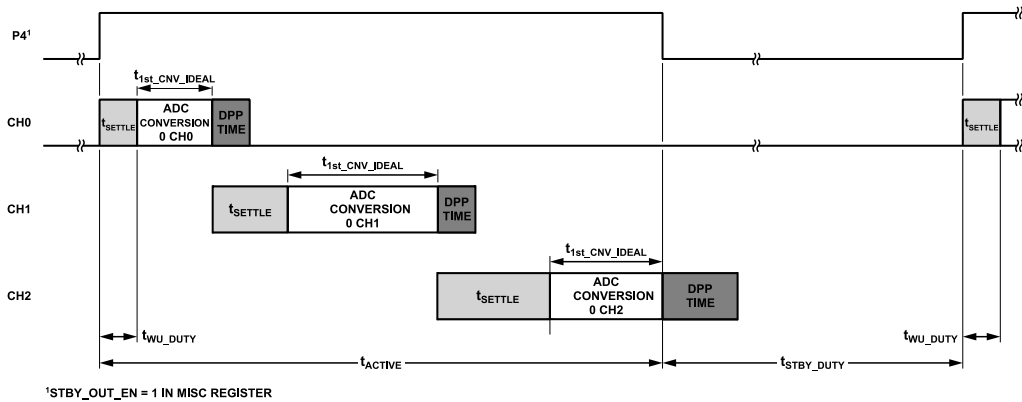 P4¹
t1st_CNV_IDEAL
CH0
tSETTLE
ADC
CONVERSION
0 CH0
DPP
TIME
tSETTLE
t1st_CNV_IDEAL
CH1
tSETTLE
ADC
CONVERSION
0 CH1
DPP
TIME
t1st_CNV_IDEAL
CH2
tSETTLE
ADC
CONVERSION
0 CH2
DPP
TIME
tWU_DUTY
tWU_DUTY
tACTIVE
tSTBY_DUTY
¹STBY_OUT_EN = 1 IN MISC REGISTER